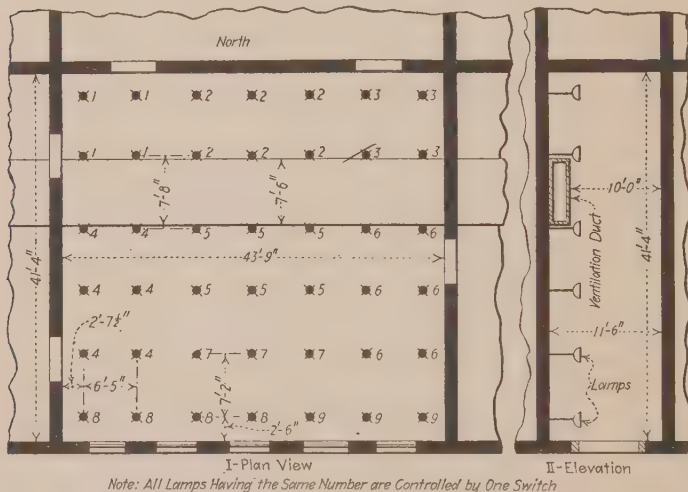 North
1 1 2 2 2 3 3
1 1 2 2 2 3 3
7'-8"
7'-6"
4 4 5 5 5 6 6
43'-9"
41'-4"
4 4 5 5 5 6 6
2'-7½"
4 4 7 7 7 6 6
6'-5"
7'-2"
8 8 8 8 9 9 9
2'-6"
I-Plan View
10'-0"
Ventilation Duct
41'-4"
11'-6"
Lamps
II-Elevation
Note: All Lamps Having the Same Number are Controlled by One Switch